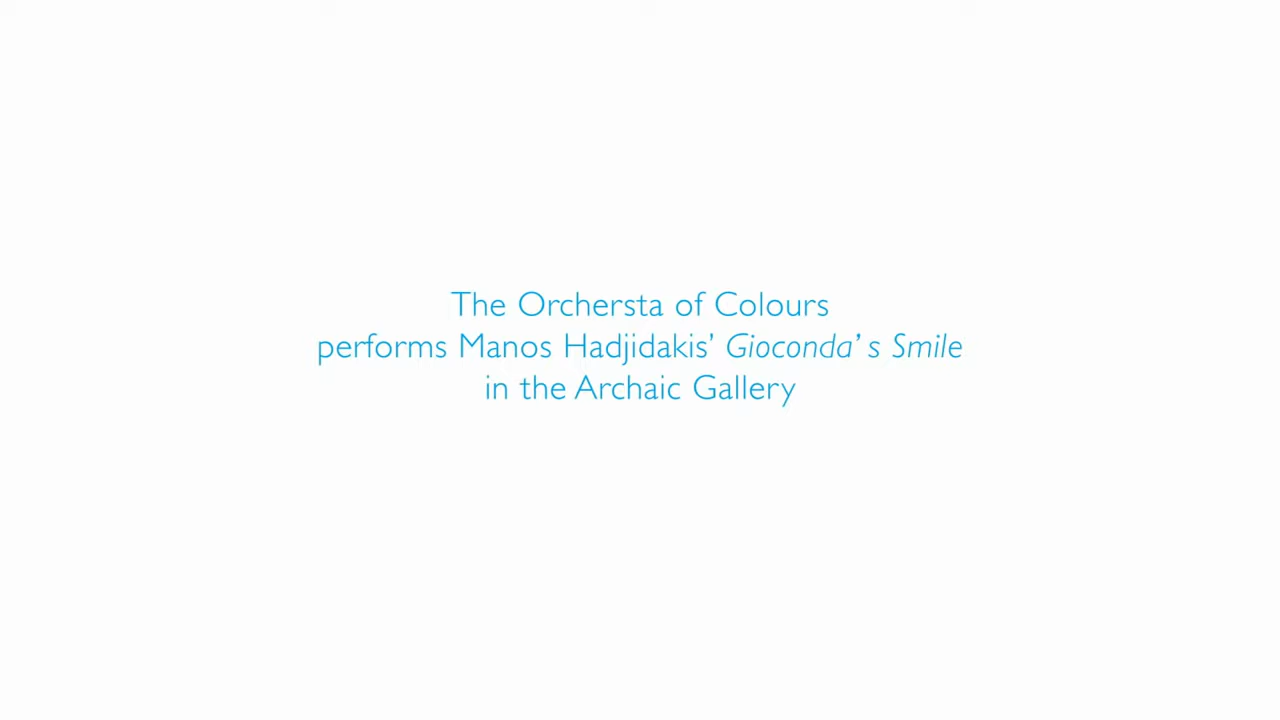 The Orchersta of Colours
performs Manos Hadjidakis’ Gioconda’ s Smile
in the Archaic Gallery